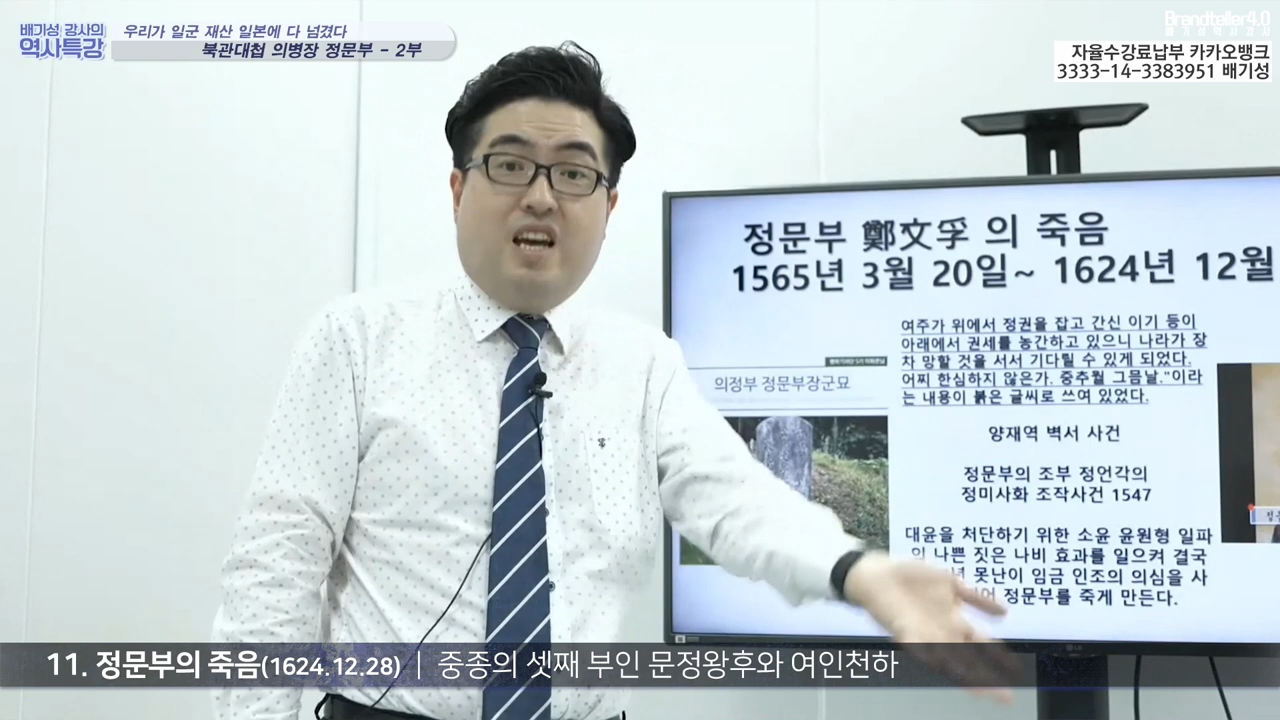 배기성 강사의
역사특강
우리가 일군 재산 일본에 다 넘겼다
북관대첩 의병장 정문부 - 2부
Brandteller4.0
배기성역사강사
자율수강료납부 카카오뱅크
3333-14-3383951 배기성
정문부 鄭文孚 의 죽음
1565년 3월 20일~ 1624년 12월
여주가 위에서 정권을 잡고 간신 이기 등이
아래에서 권세를 농간하고 있으니 나라가 장
차 망할 것을 서서 기다릴 수 있게 되었다.
어찌 한심하지 않은가. 중추월 그믐날."이라
는 내용이 붉은 글씨로 쓰여 있었다.
의정부 정문부장군묘
양재역 벽서 사건
정문부의 조부 정언각의
정미사화 조작사건 1547
대윤을 처단하기 위한 소윤 윤원형 일파
의 나쁜 짓은 나비 효과를 일으켜 결국
년 못난이 임금 인조의 의심을 사
정문부를 죽게 만든다.
LG
11. 정문부의 죽음(1624.12.28) | 중종의 셋째 부인 문정왕후와 여인천하